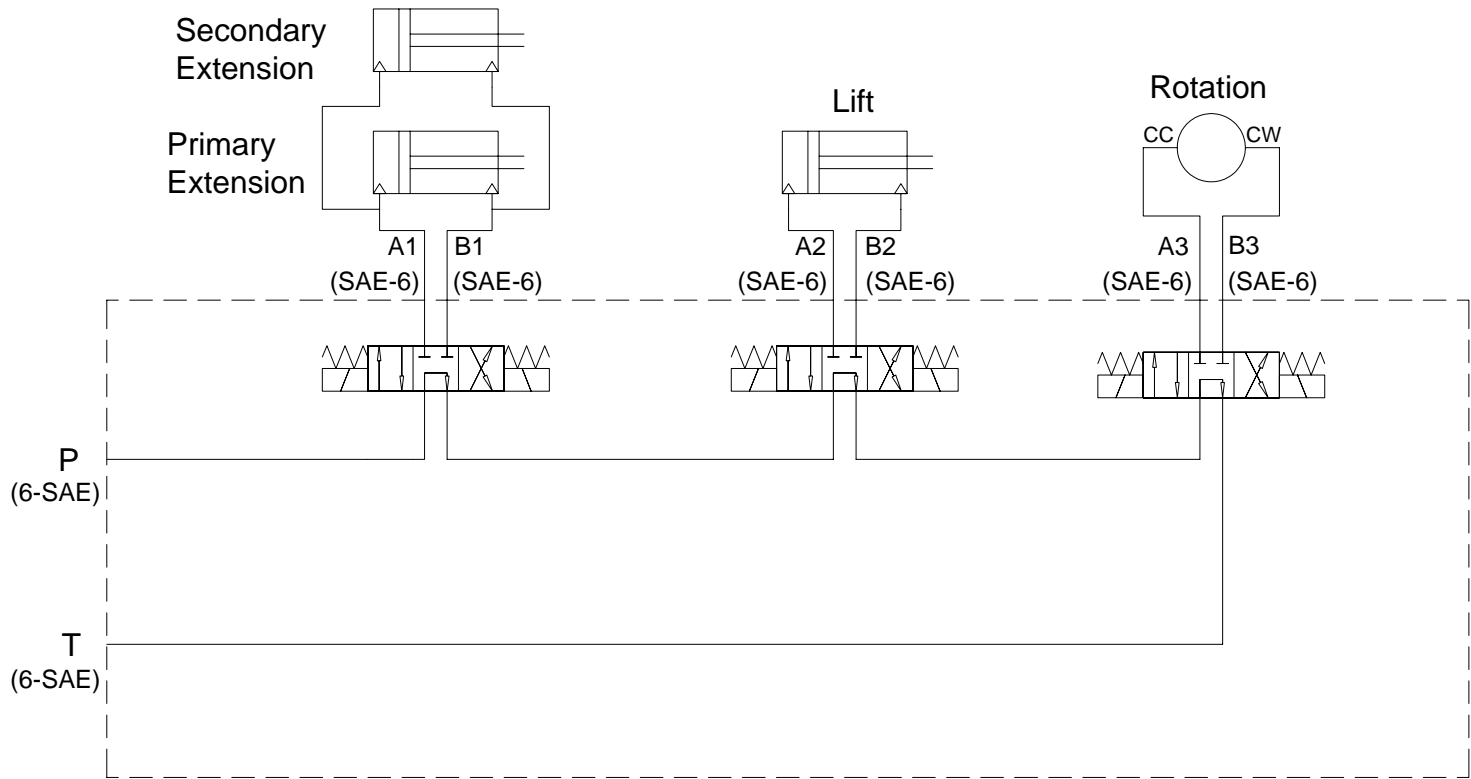 Secondary
Extension
Primary
Extension
Lift
Rotation
CC
CW
A1
B1
(SAE-6)
(SAE-6)
A2
B2
(SAE-6)
(SAE-6)
A3
B3
(SAE-6)
(SAE-6)
P
(6-SAE)
T
(6-SAE)